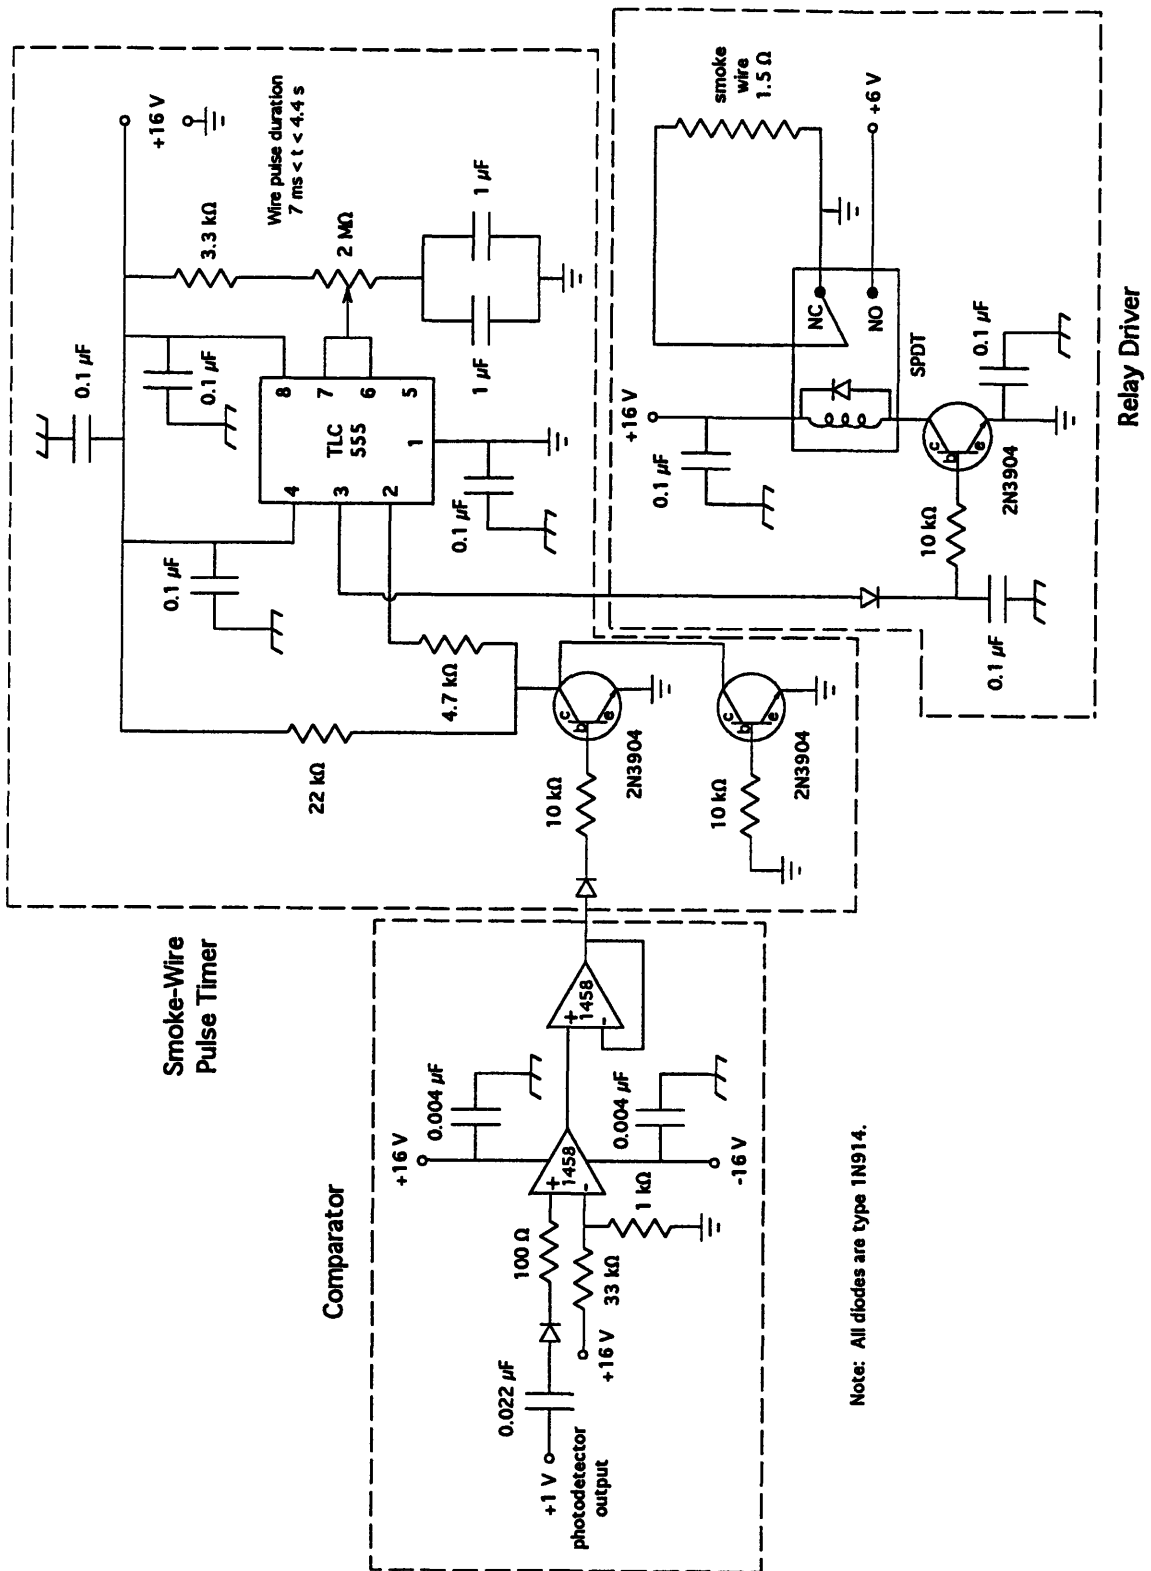 Smoke-Wire
Pulse Timer
+16 V
Wire pulse duration
7 ms < t < 4.4 s
3.3 kΩ
2 MΩ
1 µF
1 µF
0.1 µF
0.1 µF
0.1 µF
0.1 µF
TLC
555
4
3
2
1
8
7
6
5
22 kΩ
4.7 kΩ
10 kΩ
c
b
e
2N3904
10 kΩ
c
b
e
2N3904
Comparator
+1 V
photodetector
output
0.022 µF
100 Ω
+16 V
33 kΩ
1 kΩ
+
-
1458
+16 V
0.004 µF
-16 V
0.004 µF
+
-
1458
Relay Driver
smoke
wire
1.5 Ω
+6 V
NC
NO
SPDT
+16 V
0.1 µF
c
b
e
2N3904
10 kΩ
0.1 µF
0.1 µF
Note: All diodes are type 1N914.